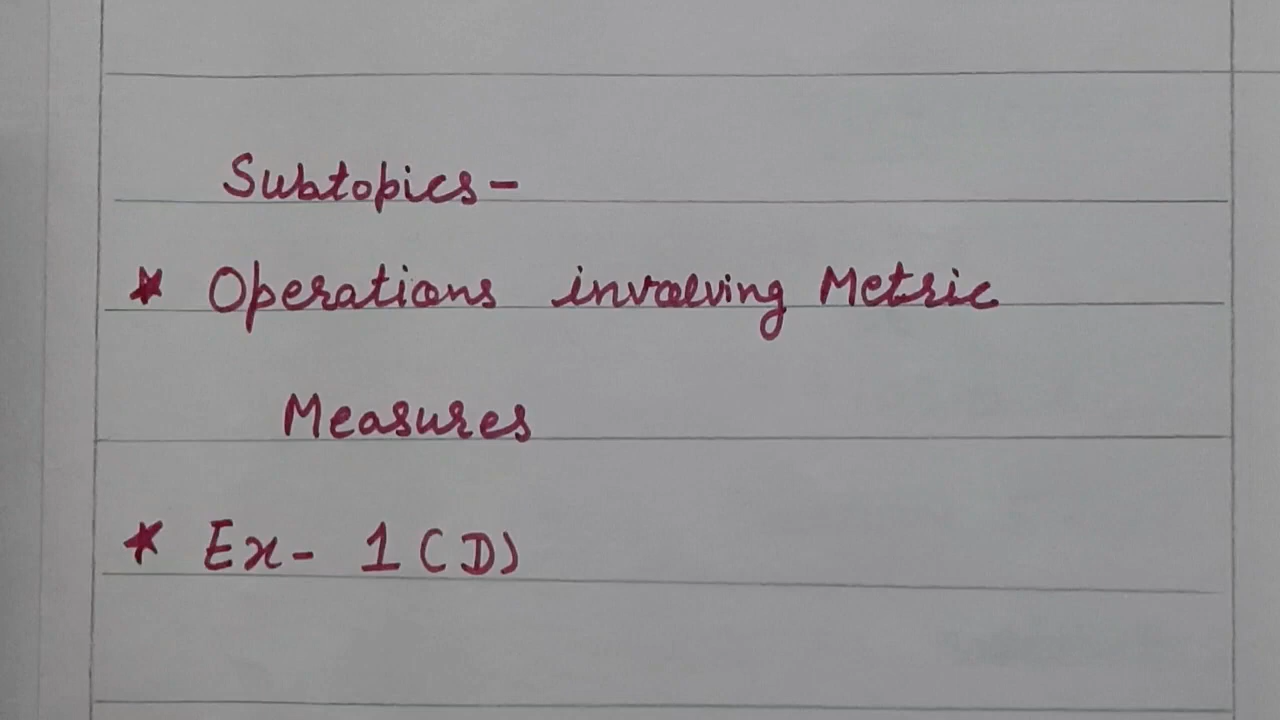 Subtopics-
* Operations involving Metric
Measures
* Ex- 1(D)